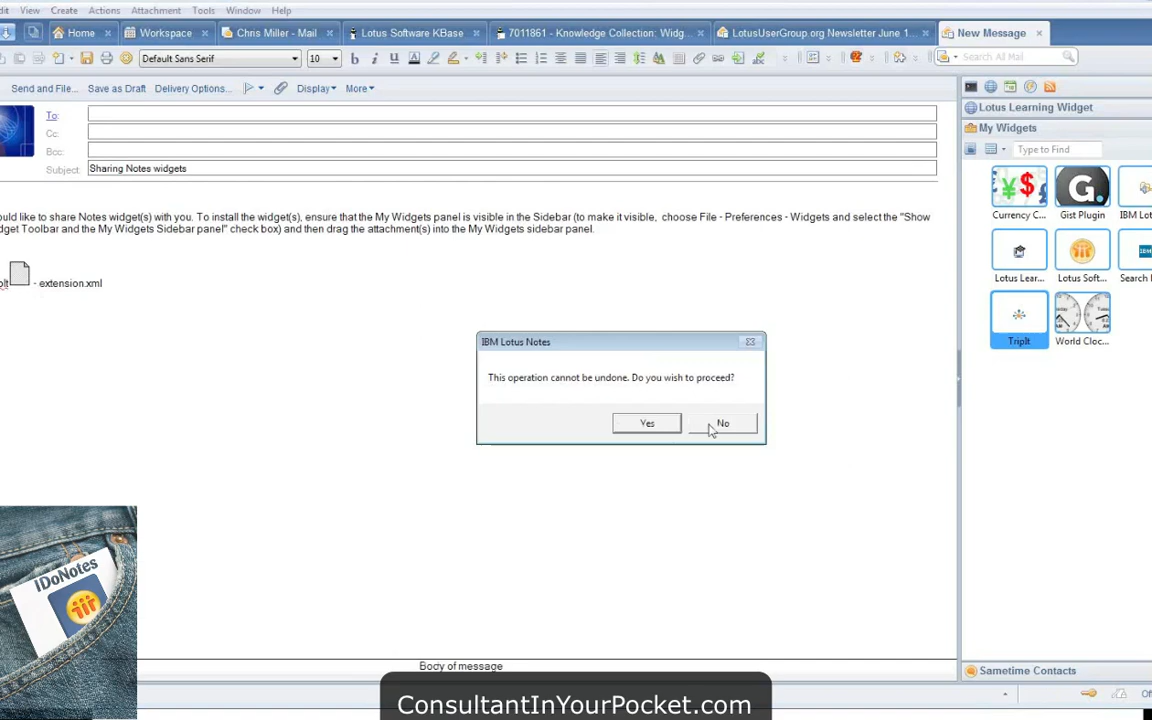 View Create Actions Attachment Tools Window Help
Home Workspace Chris Miller - Mail Lotus Software KBase 7011861 - Knowledge Collection: Widg... LotusUserGroup.org Newsletter June 1... New Message
Default Sans Serif 10 b i U A Search All Mail
Send and File... Save as Draft Delivery Options... Display More
Lotus Learning Widget
To:
My Widgets
Cc:
Bcc:
Type to Find
Subject: Sharing Notes widgets
Currency C... Gist Plugin IBM Lot
ould like to share Notes widget(s) with you. To install the widget(s), ensure that the My Widgets panel is visible in the Sidebar (to make it visible, choose File - Preferences - Widgets and select the "Show
dget Toolbar and the My Widgets Sidebar panel" check box) and then drag the attachment(s) into the My Widgets sidebar panel.
- extension.xml
Lotus Lear... Lotus Soft... Search
TripIt World Cloc...
IBM Lotus Notes
This operation cannot be undone. Do you wish to proceed?
Yes No
IDoNotes
Body of message
Sametime Contacts
ConsultantInYourPocket.com